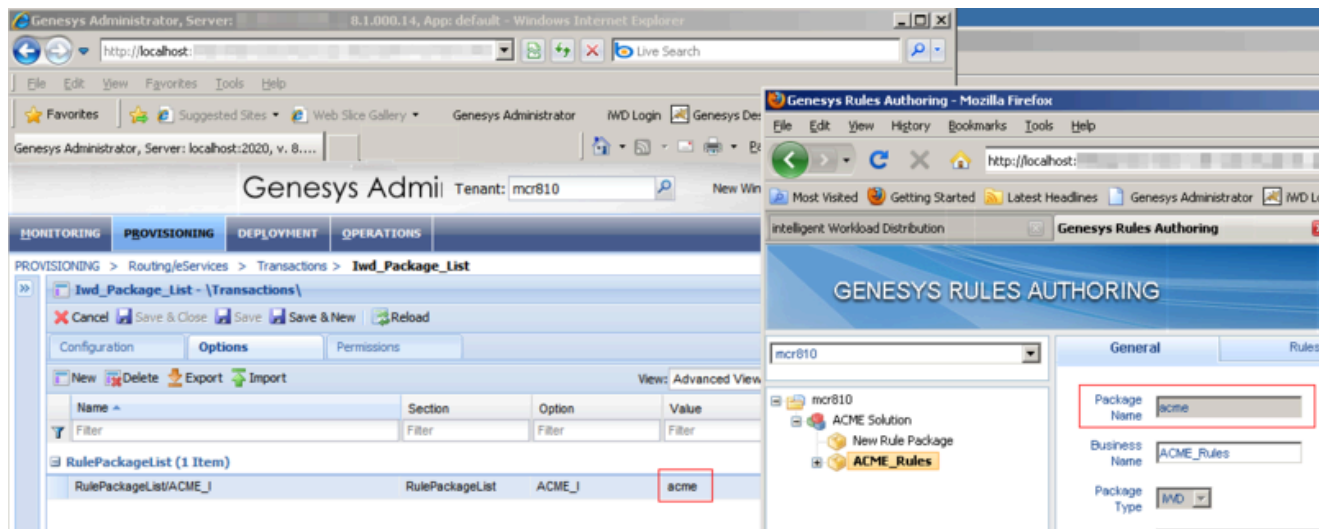 Genesys Administrator, Server: 8.1.000.14, App: default - Windows Internet Explorer
http://localhost:
Live Search
File Edit View Favorites Tools Help
Favorites Suggested Sites Web Slice Gallery Genesys Administrator IWD Login Genesys De
Genesys Administrator, Server: localhost:2020, v. 8....
Genesys Admi Tenant: mcr810 New Win
MONITORING PROVISIONING DEPLOYMENT OPERATIONS
PROVISIONING > Routing/eServices > Transactions > Iwd_Package_List
Iwd_Package_List - \Transactions\
Cancel Save & Close Save Save & New Reload
Configuration Options Permissions
New Delete Export Import View: Advanced View
Name Section Option Value
Filter Filter Filter Filter
RulePackageList (1 Item)
RulePackageList/ACME_I RulePackageList ACME_I acme
Genesys Rules Authoring - Mozilla Firefox
File Edit View History Bookmarks Tools Help
http://localhost:
Most Visited Getting Started Latest Headlines Genesys Administrator IWD Lo
intelligent Workload Distribution Genesys Rules Authoring
GENESYS RULES AUTHORING
mcr810
General Rules
mcr810
ACME Solution
New Rule Package
ACME_Rules
Package Name acme
Business Name ACME_Rules
Package Type IWD